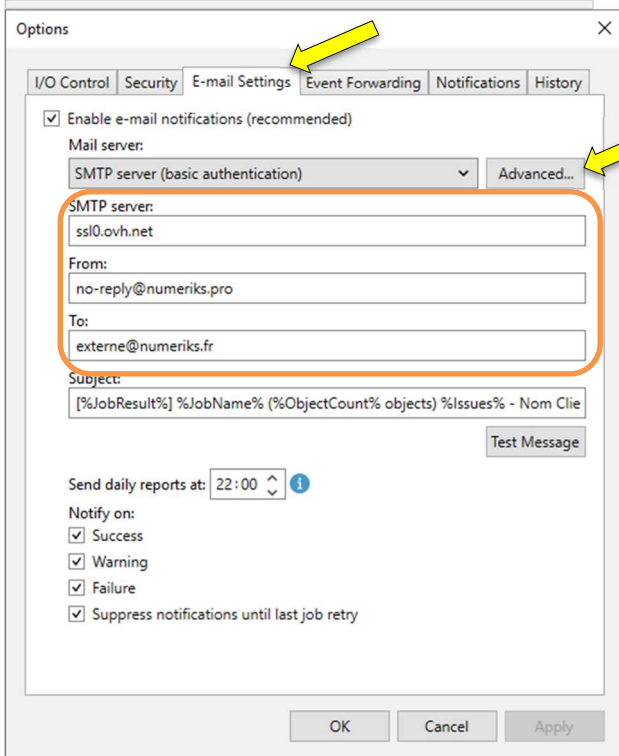 Options
I/O Control Security E-mail Settings Event Forwarding Notifications History
Enable e-mail notifications (recommended)
Mail server:
SMTP server (basic authentication) Advanced...
SMTP server:
ssl0.ovh.net
From:
no-reply@numeriks.pro
To:
externe@numeriks.fr
Subject:
[%JobResult%] %JobName% (%ObjectCount% objects) %Issues% - Nom Clie
Test Message
Send daily reports at: 22:00
Notify on:
Success
Warning
Failure
Suppress notifications until last job retry
OK Cancel Apply